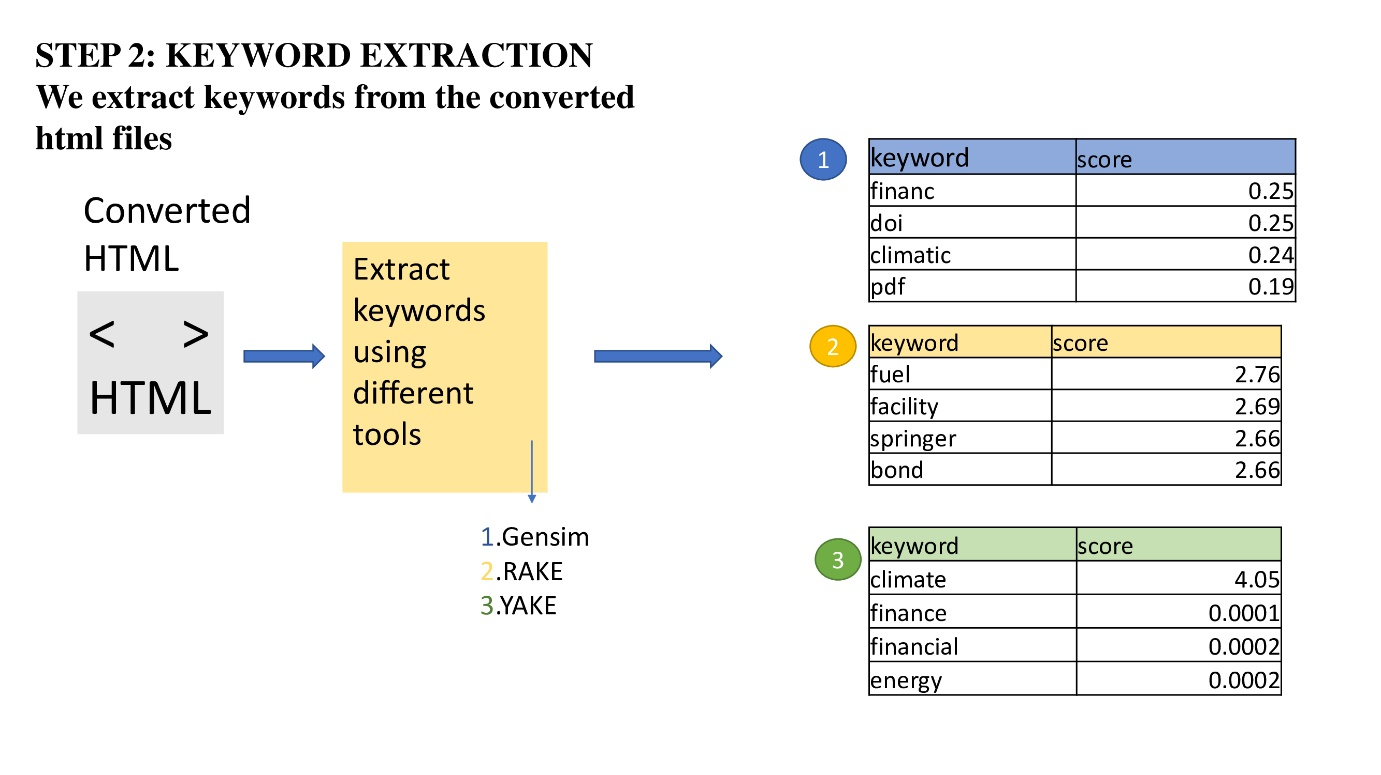 STEP 2: KEYWORD EXTRACTION
We extract keywords from the converted
html files
Converted
HTML
< >
HTML
Extract
keywords
using
different
tools
1.Gensim
2.RAKE
3.YAKE
1
keyword score
financ 0.25
doi 0.25
climatic 0.24
pdf 0.19
2
keyword score
fuel 2.76
facility 2.69
springer 2.66
bond 2.66
3
keyword score
climate 4.05
finance 0.0001
financial 0.0002
energy 0.0002